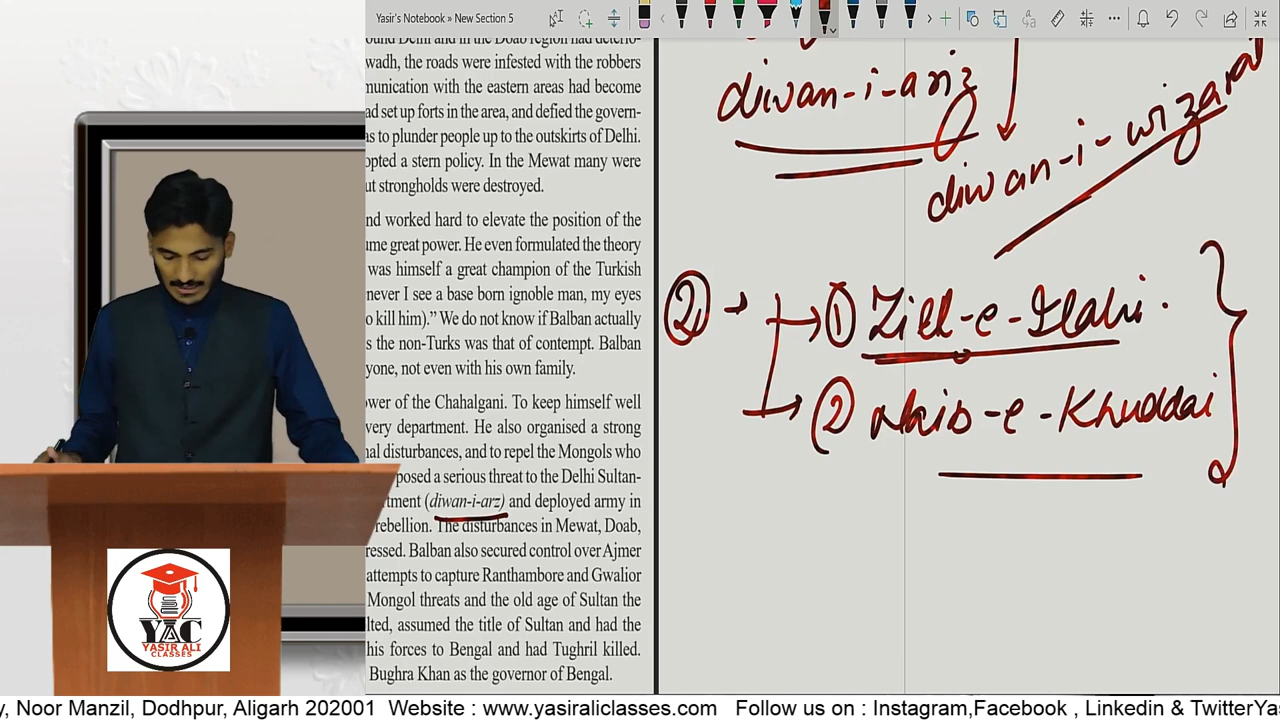 Yasir's Notebook » New Section 5
ound Delhi and in the Doab region had deterio-
wadh, the roads were infested with the robbers
munication with the eastern areas had become
ad set up forts in the area, and defied the govern-
as to plunder people up to the outskirts of Delhi.
opted a stern policy. In the Mewat many were
ut strongholds were destroyed.
nd worked hard to elevate the position of the
ume great power. He even formulated the theory
was himself a great champion of the Turkish
never I see a base born ignoble man, my eyes
o kill him).” We do not know if Balban actually
s the non-Turks was that of contempt. Balban
yone, not even with his own family.
ower of the Chahalgani. To keep himself well
very department. He also organised a strong
nal disturbances, and to repel the Mongols who
posed a serious threat to the Delhi Sultan-
rtment (diwan-i-arz) and deployed army in
rebellion. The disturbances in Mewat, Doab,
ressed. Balban also secured control over Ajmer
attempts to capture Ranthambore and Gwalior
Mongol threats and the old age of Sultan the
lted, assumed the title of Sultan and had the
his forces to Bengal and had Tughril killed.
Bughra Khan as the governor of Bengal.
diwan-i-ariz
diwan-i-wizarat
② → ① Zill-e-Ilahi
② Naib-e-Khuddai
YAC
YASIR ALI
CLASSES
y, Noor Manzil, Dodhpur, Aligarh 202001 Website : www.yasiraliclasses.com Follow us on : Instagram,Facebook , Linkedin & TwitterYas